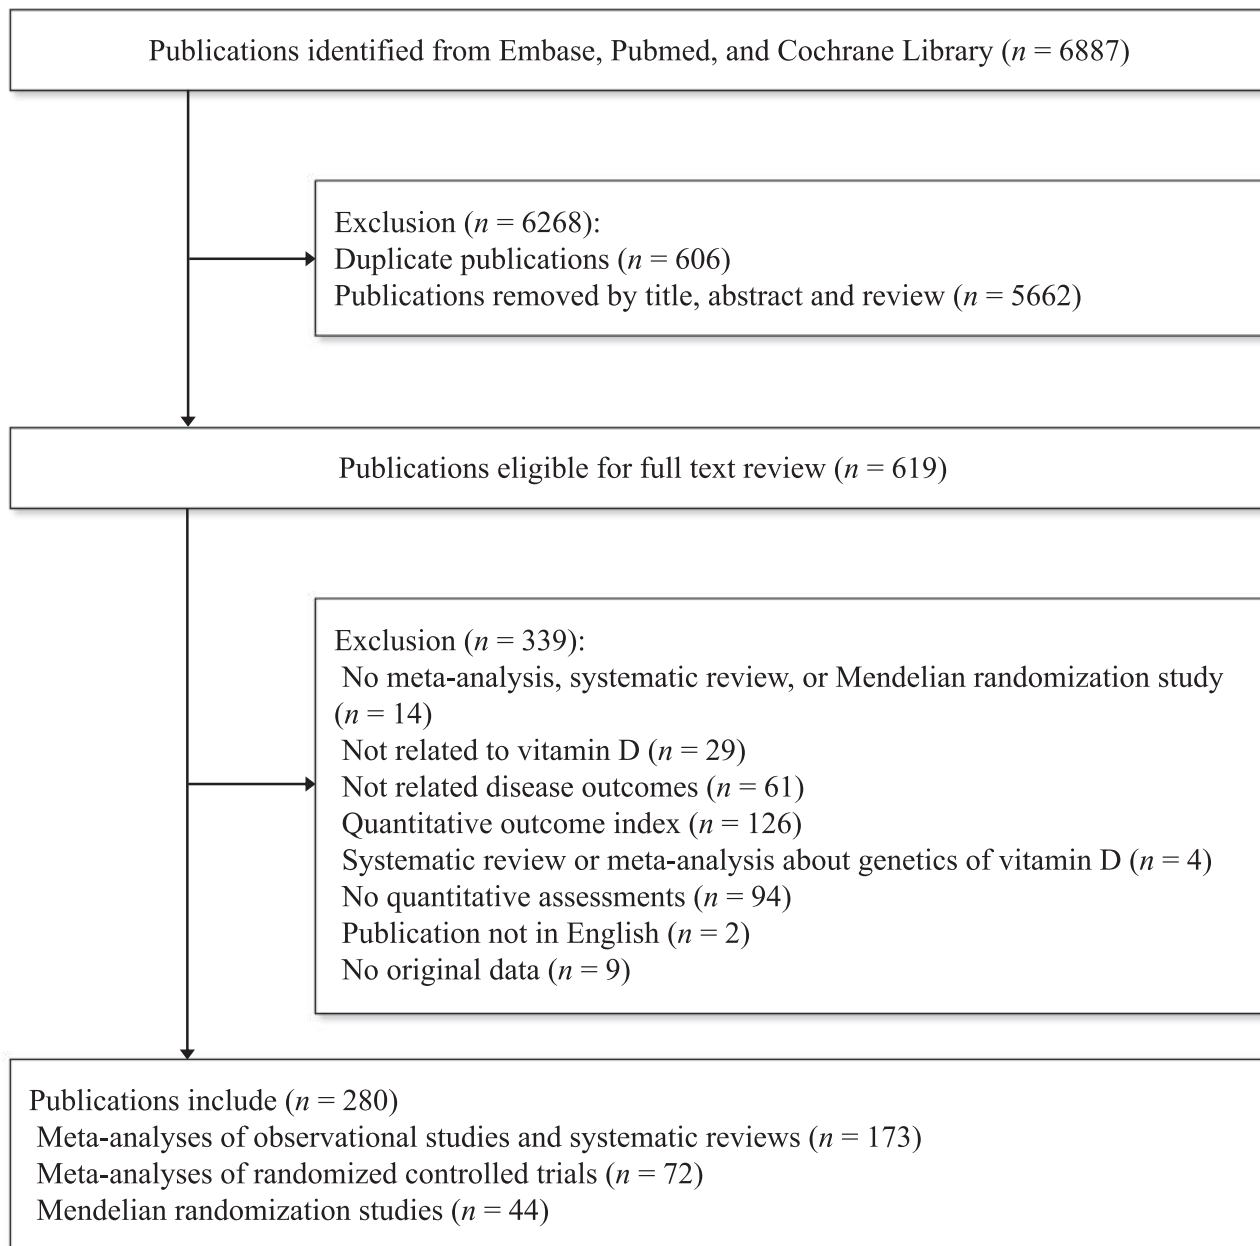 Publications identified from Embase, Pubmed, and Cochrane Library (n = 6887)
Exclusion (n = 6268):
Duplicate publications (n = 606)
Publications removed by title, abstract and review (n = 5662)
Publications eligible for full text review (n = 619)
Exclusion (n = 339):
No meta-analysis, systematic review, or Mendelian randomization study
(n = 14)
Not related to vitamin D (n = 29)
Not related disease outcomes (n = 61)
Quantitative outcome index (n = 126)
Systematic review or meta-analysis about genetics of vitamin D (n = 4)
No quantitative assessments (n = 94)
Publication not in English (n = 2)
No original data (n = 9)
Publications include (n = 280)
Meta-analyses of observational studies and systematic reviews (n = 173)
Meta-analyses of randomized controlled trials (n = 72)
Mendelian randomization studies (n = 44)